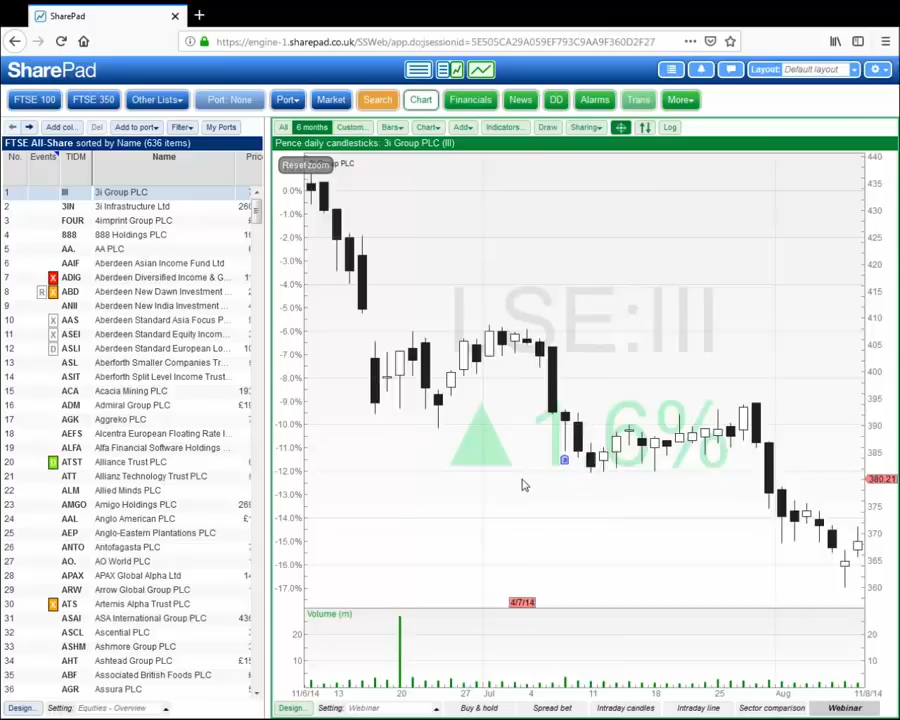 SharePad
https://engine-1.sharepad.co.uk/SSWeb/app.do;jsessionid=5E505CA29A059EF793C9AA9F360D2F27
SharePad
Layout: Default layout
FTSE 100 FTSE 350 Other Lists Port: None Port Market Search Chart Financials News DD Alarms Trans More
Add col... Del Add to port Filter My Ports
All 6 months Custom... Bars Chart Add Indicators... Draw Sharing Log
FTSE All-Share sorted by Name (636 items)
Pence daily candlesticks: 3i Group PLC (III)
No. Events TIDM Name Pric
1 III 3i Group PLC
2 3IN 3i Infrastructure Ltd 260
3 FOUR 4imprint Group PLC
4 888 888 Holdings PLC
5 AA. AA PLC
6 AAIF Aberdeen Asian Income Fund Ltd
7 X ADIG Aberdeen Diversified Income & G...
8 R X ABD Aberdeen New Dawn Investment ...
9 ANII Aberdeen New India Investment ...
10 X AAS Aberdeen Standard Asia Focus P...
11 X ASEI Aberdeen Standard Equity Incom...
12 D ASLI Aberdeen Standard European Lo...
13 ASL Aberforth Smaller Companies Tr...
14 ASIT Aberforth Split Level Income Trust...
15 ACA Acacia Mining PLC 193
16 ADM Admiral Group PLC £19
17 AGK Aggreko PLC
18 AEFS Alcentra European Floating Rate I...
19 ALFA Alfa Financial Software Holdings ...
20 D ATST Alliance Trust PLC
21 ATT Allianz Technology Trust PLC
22 ALM Allied Minds PLC
23 AMGO Amigo Holdings PLC 269
24 AAL Anglo American PLC £
25 AEP Anglo-Eastern Plantations PLC
26 ANTO Antofagasta PLC
27 AO. AO World PLC
28 APAX APAX Global Alpha Ltd
29 ARW Arrow Global Group PLC
30 X ATS Artemis Alpha Trust PLC
31 ASAI ASA International Group PLC 436
32 ASCL Ascential PLC
33 ASHM Ashmore Group PLC
34 AHT Ashtead Group PLC £15
35 ABF Associated British Foods PLC
36 AGR Assura PLC
Design... Setting: Equities - Overview
Reset zoom
LSE:III
1.6%
0.0%
-1.0%
-2.0%
-3.0%
-4.0%
-5.0%
-6.0%
-7.0%
-8.0%
-9.0%
-10.0%
-11.0%
-12.0%
-13.0%
-14.0%
-15.0%
-16.0%
-17.0%
440
435
430
425
420
415
410
405
400
395
390
385
380.21
375
370
365
360
4/7/14
Volume (m)
20 20
10 10
11/6/14 13 20 27 Jul 4 11 18 25 Aug 11/8/14
Design... Setting: Webinar Buy & hold Spread bet Intraday candles Intraday line Sector comparison Webinar